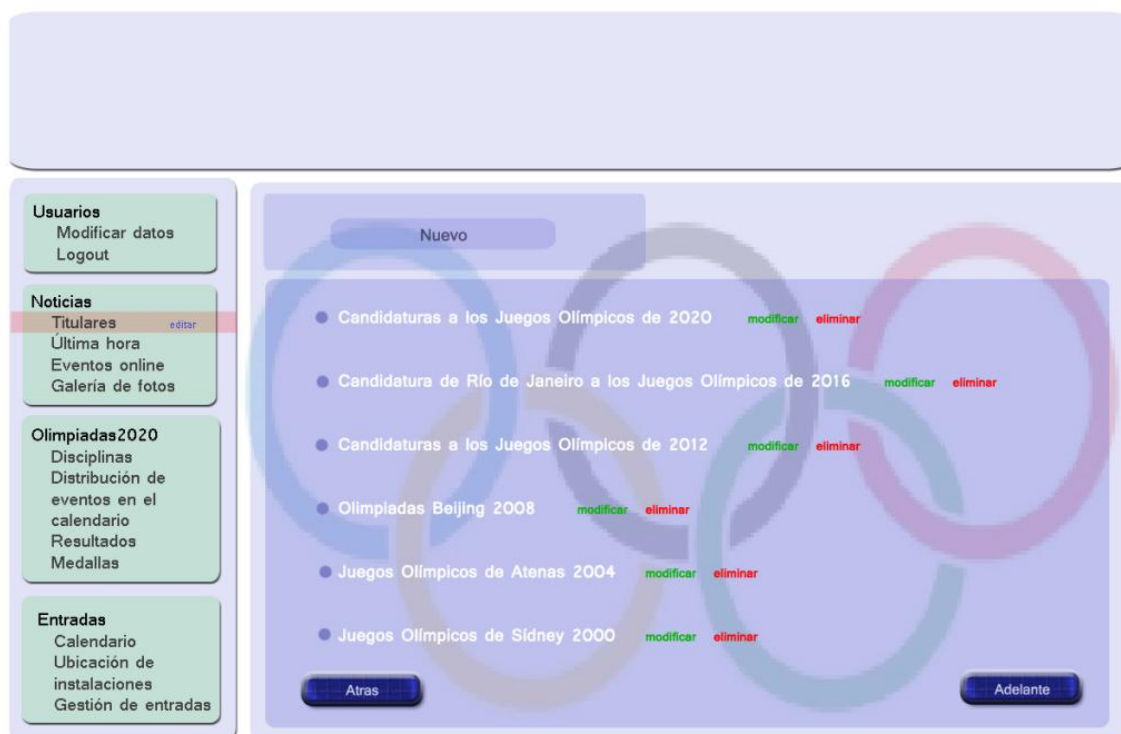 Usuarios
Modificar datos
Logout
Noticias
Titulares editar
Última hora
Eventos online
Galería de fotos
Olimpiadas2020
Disciplinas
Distribución de
eventos en el
calendario
Resultados
Medallas
Entradas
Calendario
Ubicación de
instalaciones
Gestión de entradas
Nuevo
Candidaturas a los Juegos Olímpicos de 2020 modificar eliminar
Candidatura de Río de Janeiro a los Juegos Olímpicos de 2016 modificar eliminar
Candidaturas a los Juegos Olímpicos de 2012 modificar eliminar
Olimpiadas Beijing 2008 modificar eliminar
Juegos Olímpicos de Atenas 2004 modificar eliminar
Juegos Olímpicos de Sídney 2000 modificar eliminar
Atras Adelante